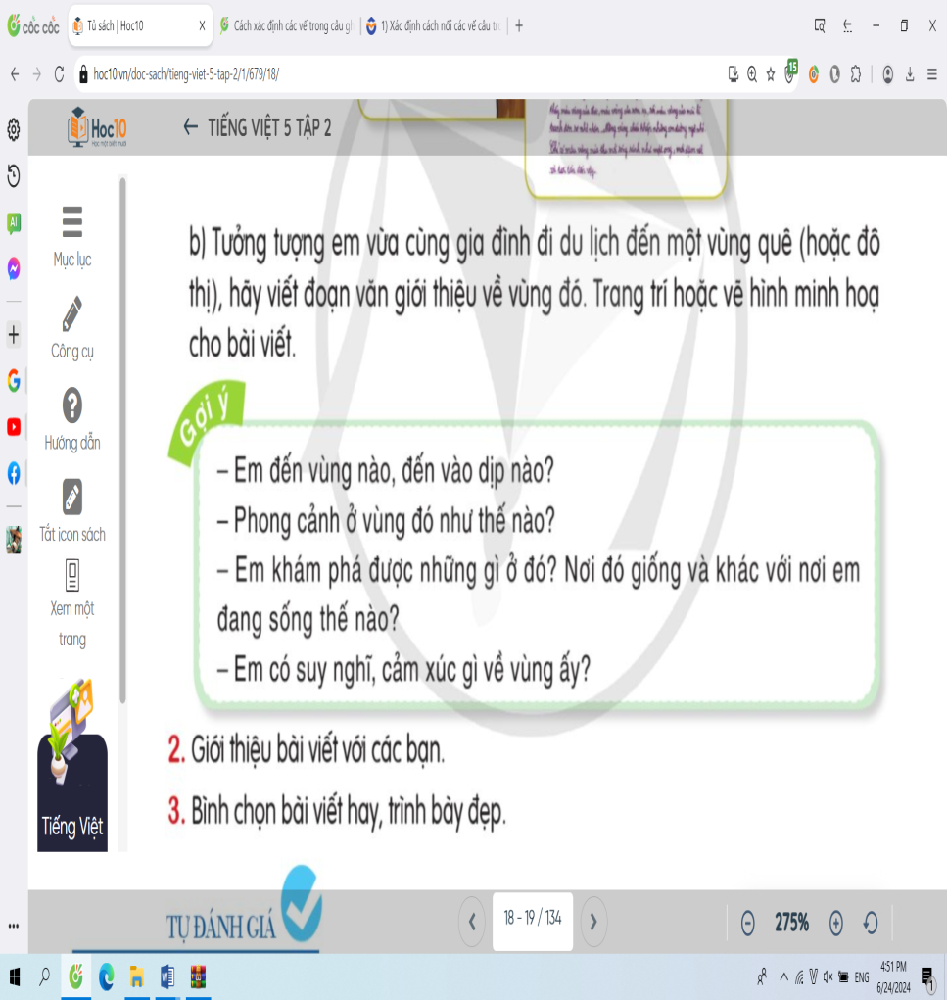 cốc cốc
Tủ sách | Hoc10
Cách xác định các vế trong câu gh
1) Xác định cách nối các vế câu trc
hoc10.vn/doc-sach/tieng-viet-5-tap-2/1/679/18/
15
Hoc10
Học một biết mười
TIẾNG VIỆT 5 TẬP 2
AI
Mục lục
Công cụ
Hướng dẫn
Tắt icon sách
Xem một
trang
Tiếng Việt
b) Tưởng tượng em vừa cùng gia đình đi du lịch đến một vùng quê (hoặc đô
thị), hãy viết đoạn văn giới thiệu về vùng đó. Trang trí hoặc vẽ hình minh hoạ
cho bài viết.
Gợi ý
– Em đến vùng nào, đến vào dịp nào?
– Phong cảnh ở vùng đó như thế nào?
– Em khám phá được những gì ở đó? Nơi đó giống và khác với nơi em
đang sống thế nào?
– Em có suy nghĩ, cảm xúc gì về vùng ấy?
2. Giới thiệu bài viết với các bạn.
3. Bình chọn bài viết hay, trình bày đẹp.
TỰ ĐÁNH GIÁ
18 - 19 / 134
275%
ENG
4:51 PM
6/24/2024
1